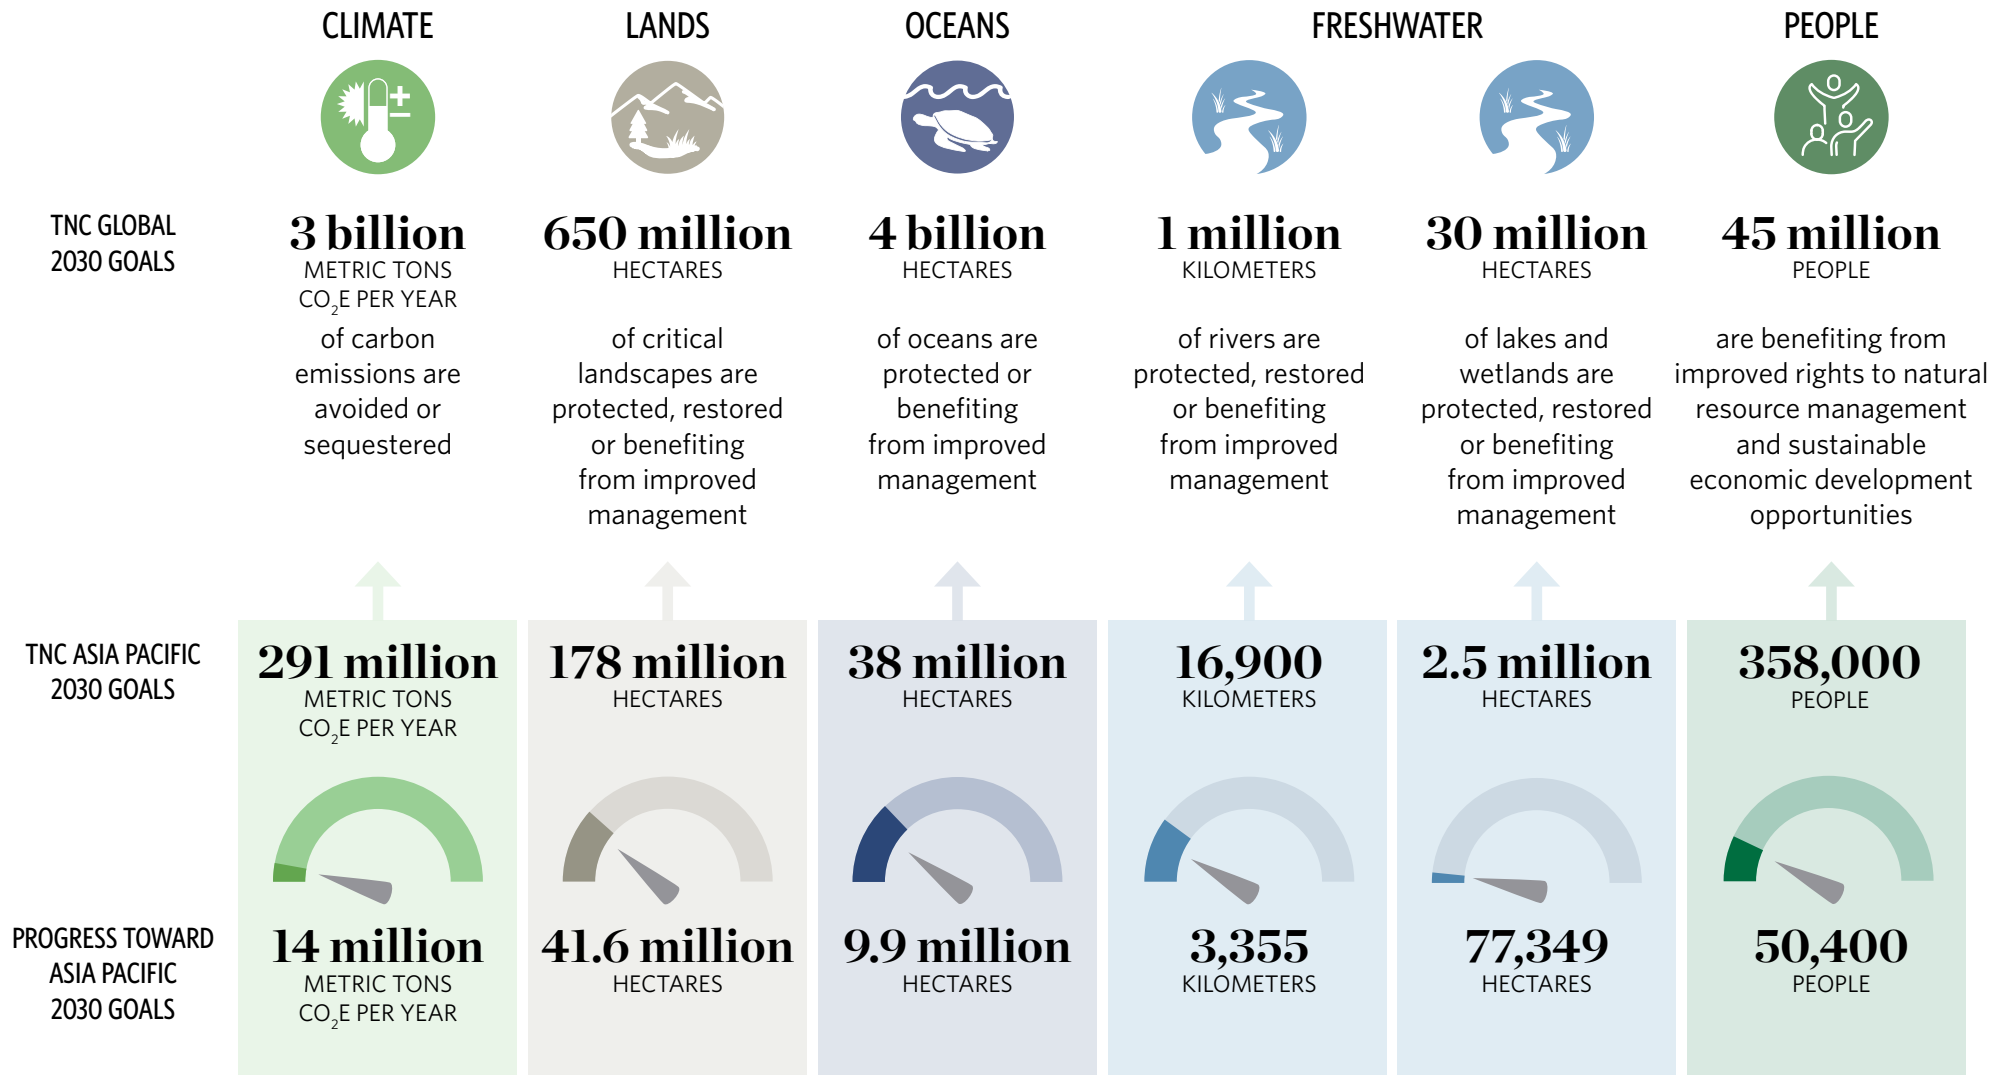 CLIMATE
LANDS
OCEANS
FRESHWATER
PEOPLE
TNC GLOBAL
2030 GOALS
3 billion
METRIC TONS
CO₂E PER YEAR
of carbon
emissions are
avoided or
sequestered
650 million
HECTARES
of critical
landscapes are
protected, restored
or benefiting
from improved
management
4 billion
HECTARES
of oceans are
protected or
benefiting
from improved
management
1 million
KILOMETERS
of rivers are
protected, restored
or benefiting
from improved
management
30 million
HECTARES
of lakes and
wetlands are
protected, restored
or benefiting
from improved
management
45 million
PEOPLE
are benefiting from
improved rights to natural
resource management
and sustainable
economic development
opportunities
TNC ASIA PACIFIC
2030 GOALS
291 million
METRIC TONS
CO₂E PER YEAR
178 million
HECTARES
38 million
HECTARES
16,900
KILOMETERS
2.5 million
HECTARES
358,000
PEOPLE
PROGRESS TOWARD
ASIA PACIFIC
2030 GOALS
14 million
METRIC TONS
CO₂E PER YEAR
41.6 million
HECTARES
9.9 million
HECTARES
3,355
KILOMETERS
77,349
HECTARES
50,400
PEOPLE